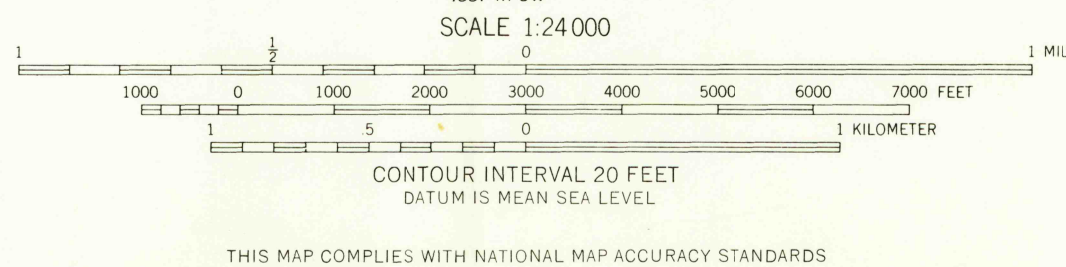 SCALE 1:24 000
1 1/2 0 1
1000 0 1000 2000 3000 4000 5000 6000 7000 FEET
1 .5 0 1 KILOMETER
CONTOUR INTERVAL 20 FEET
DATUM IS MEAN SEA LEVEL
THIS MAP COMPLIES WITH NATIONAL MAP ACCURACY STANDARDS